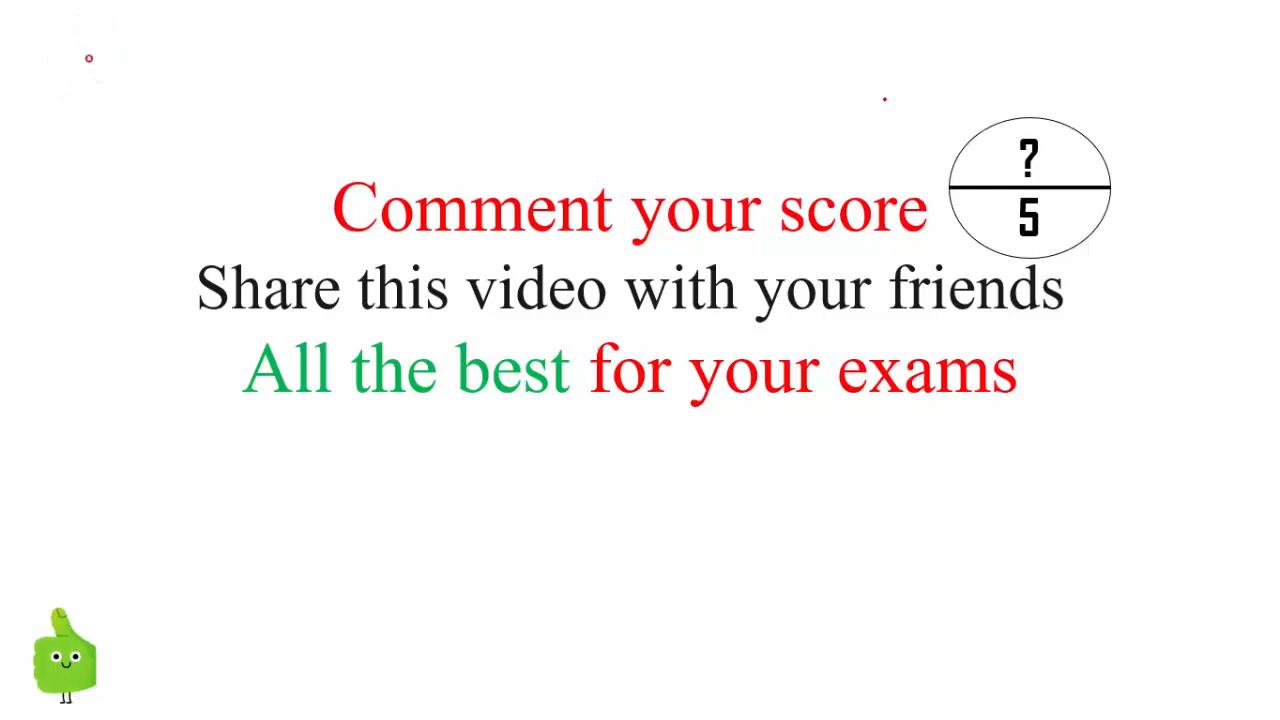 ?
Comment your score
5
Share this video with your friends
All the best for your exams